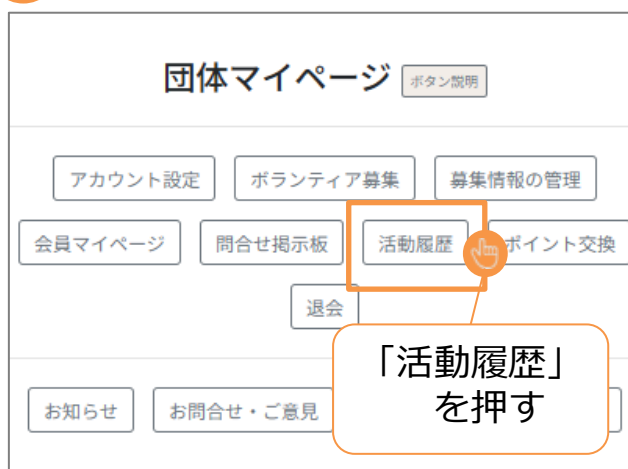 団体マイページ ボタン説明
アカウント設定 ボランティア募集 募集情報の管理
会員マイページ 問合せ掲示板 活動履歴 ポイント交換
退会
お知らせ お問合せ・ご意見
「活動履歴」
を押す